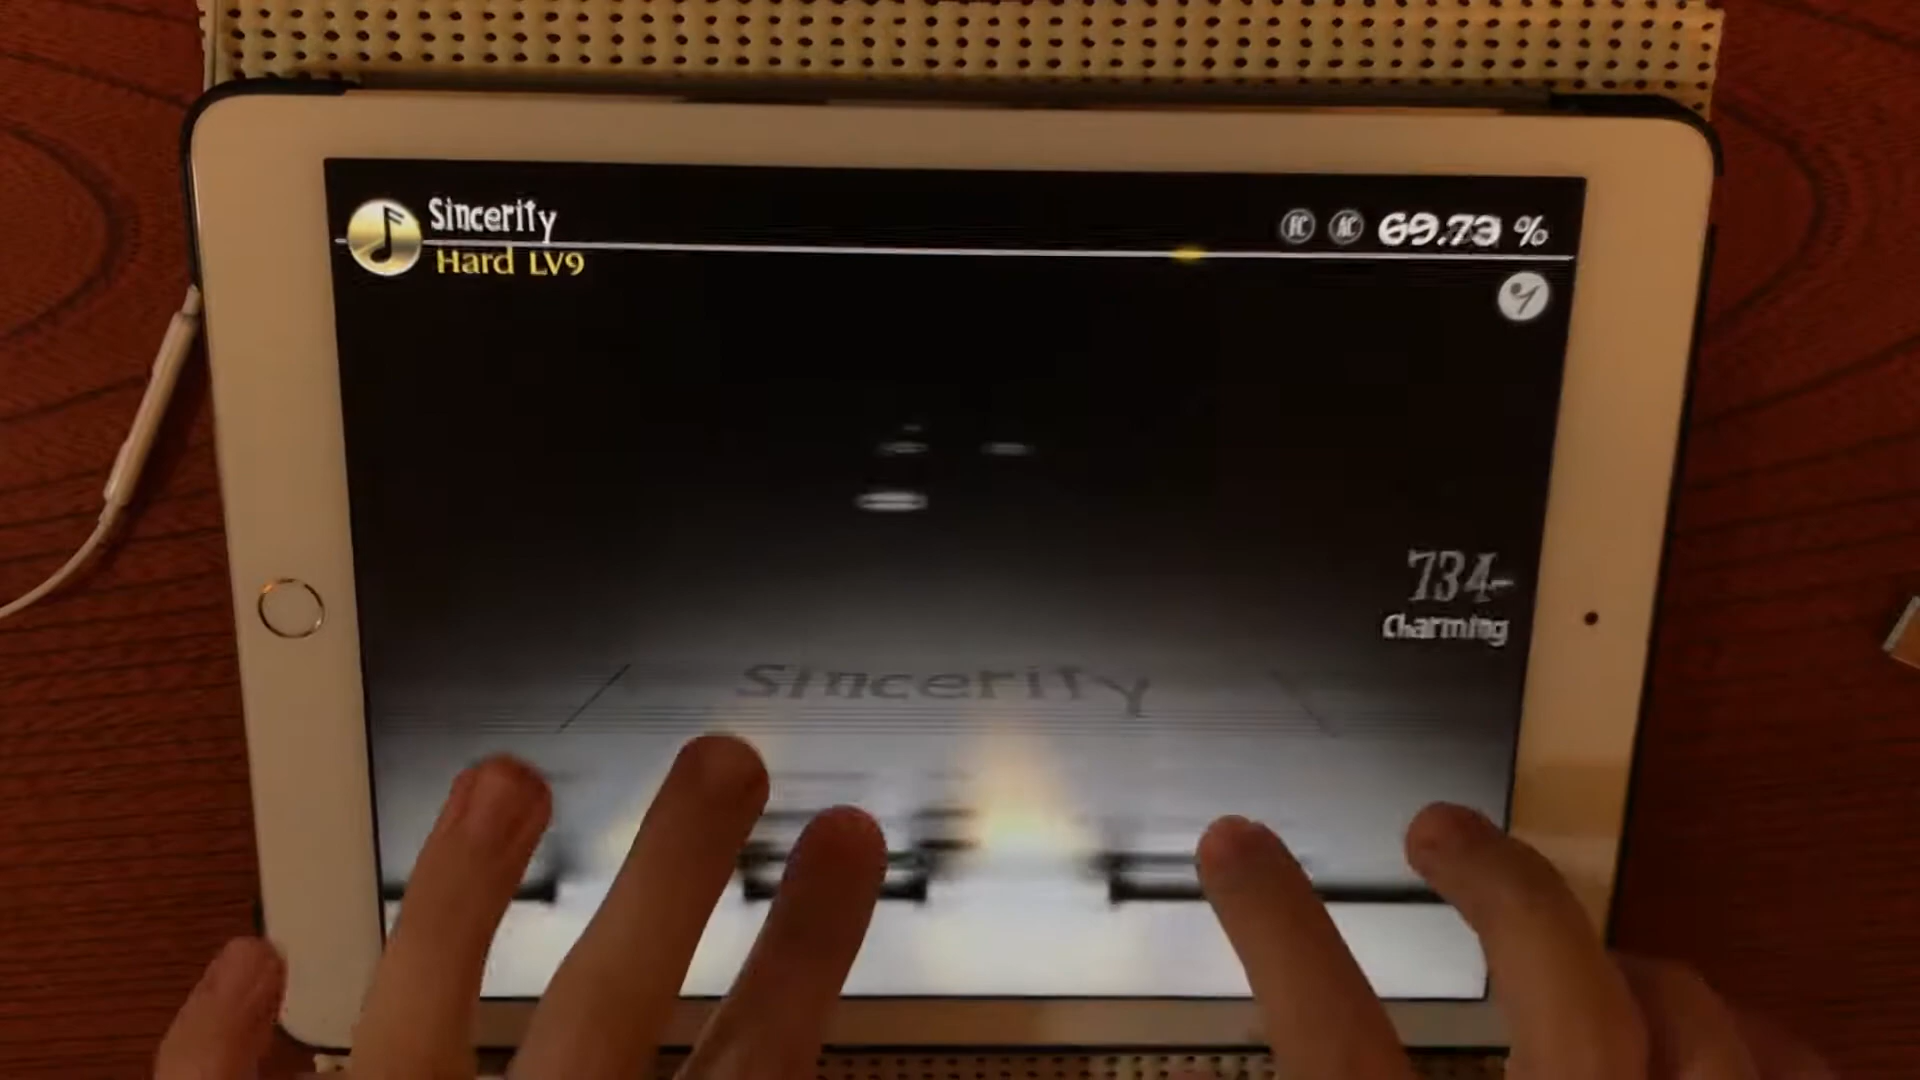 Sincerity
Hard LV9
FC AC 69.73 %
734
Charming
Sincerity